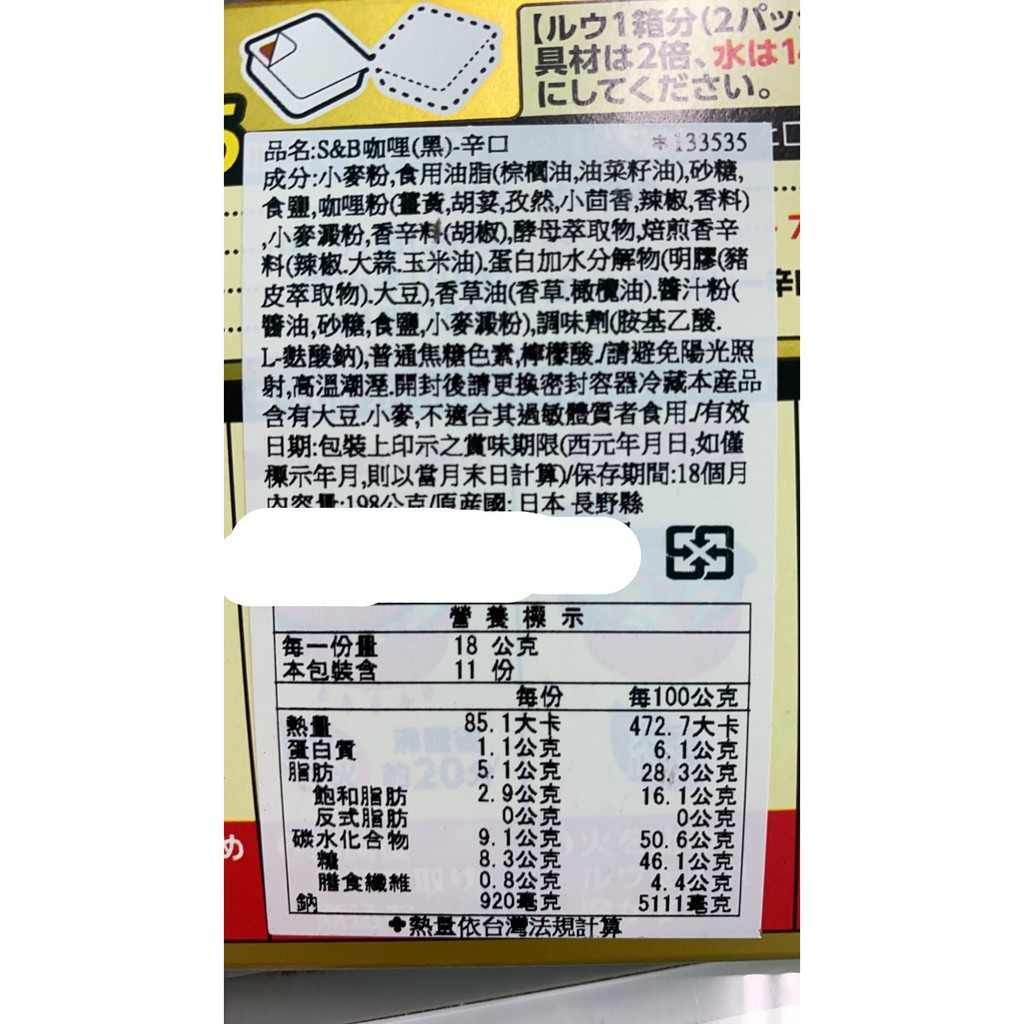 【ルウ1箱分(2パッ
具材は2倍、水は1
にしてください。
品名:S&B咖哩(黑)-辛口 *133535
成分:小麥粉,食用油脂(棕櫚油,油菜籽油),砂糖,
食鹽,咖哩粉(薑黃,胡荽,孜然,小茴香,辣椒,香料)
,小麥澱粉,香辛料(胡椒),酵母萃取物,焙煎香辛
料(辣椒.大蒜.玉米油).蛋白加水分解物(明膠(豬
皮萃取物).大豆),香草油(香草.橄欖油).醬汁粉(
醬油,砂糖,食鹽,小麥澱粉),調味劑(胺基乙酸.
L-麩酸鈉),普通焦糖色素,檸檬酸./請避免陽光照
射,高溫潮溼.開封後請更換密封容器冷藏本産品
含有大豆.小麥,不適合其過敏體質者食用./有效
日期:包裝上印示之賞味期限(西元年月日,如僅
標示年月,則以當月末日計算)/保存期間:18個月
內容量:198公克/原産國: 日本 長野縣
營養標示
每一份量 18 公克
本包裝含 11 份
每份 每100公克
熱量 85.1大卡 472.7大卡
蛋白質 1.1公克 6.1公克
脂肪 5.1公克 28.3公克
飽和脂肪 2.9公克 16.1公克
反式脂肪 0公克 0公克
碳水化合物 9.1公克 50.6公克
糖 8.3公克 46.1公克
膳食纖維 0.8公克 4.4公克
鈉 920毫克 5111毫克
✤熱量依台灣法規計算